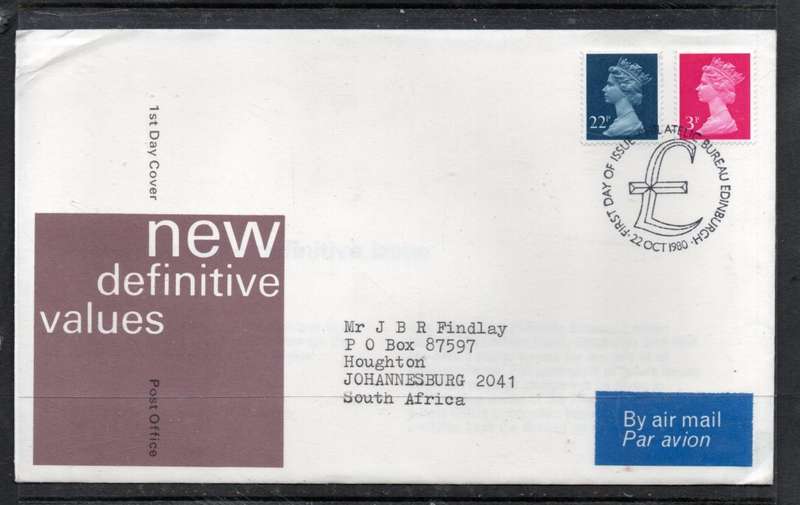 1st Day Cover
new
definitive
values
Post Office
22P
3P
FIRST DAY OF ISSUE PHILATELIC BUREAU EDINBURGH
22 OCT 1980
Mr J B R Findlay
P O Box 87597
Houghton
JOHANNESBURG 2041
South Africa
By air mail
Par avion